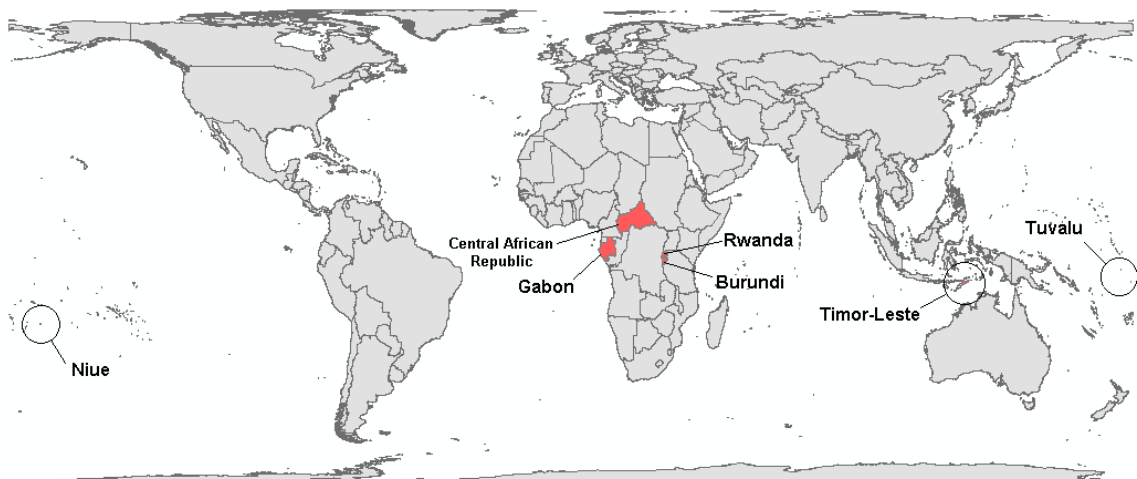 Central African
Republic
Gabon
Rwanda
Burundi
Tuvalu
Timor-Leste
Niue